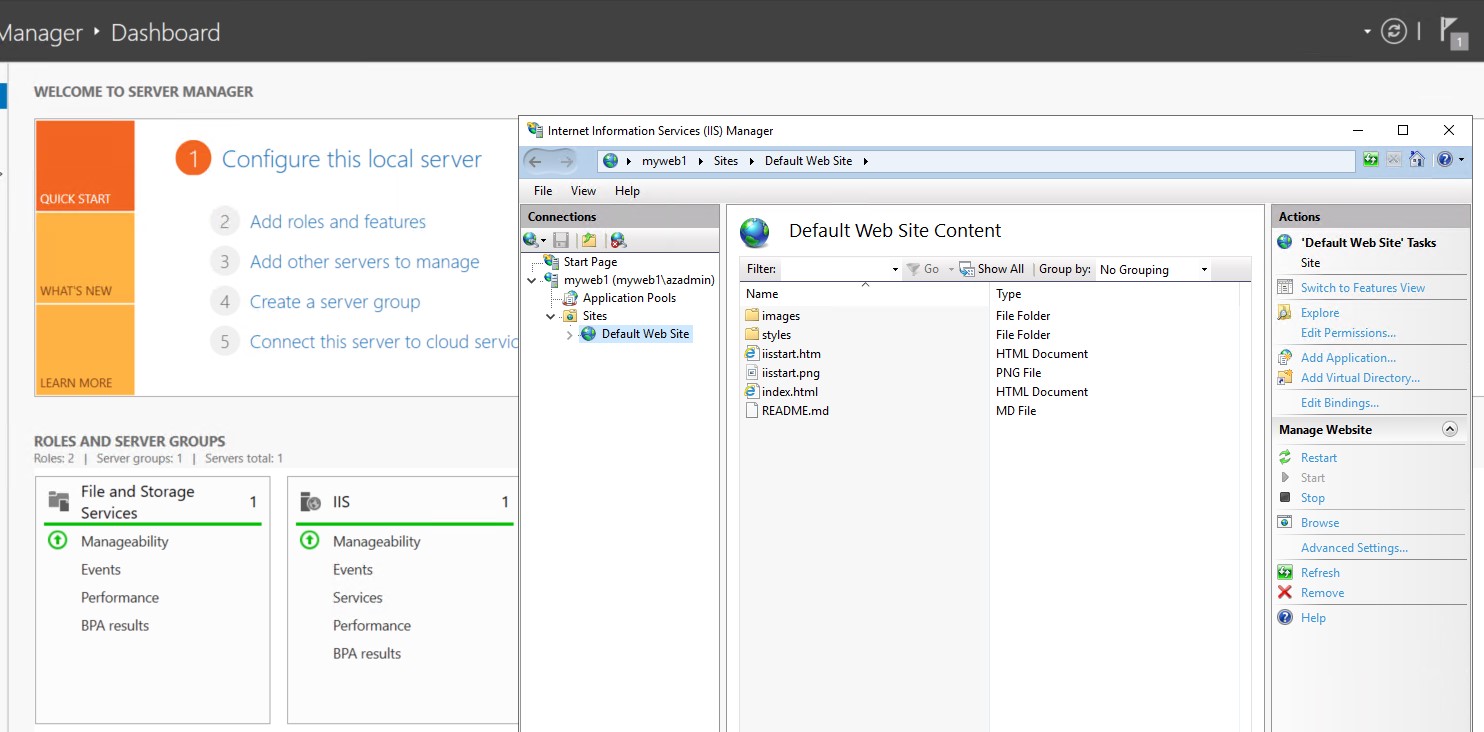 Manager ‣ Dashboard
1
WELCOME TO SERVER MANAGER
QUICK START
WHAT'S NEW
LEARN MORE
1 Configure this local server
2 Add roles and features
3 Add other servers to manage
4 Create a server group
5 Connect this server to cloud servic
ROLES AND SERVER GROUPS
Roles: 2 | Server groups: 1 | Servers total: 1
File and Storage
Services 1
Manageability
Events
Performance
BPA results
IIS 1
Manageability
Events
Services
Performance
BPA results
Internet Information Services (IIS) Manager
myweb1 Sites Default Web Site
File View Help
Connections
Start Page
myweb1 (myweb1\azadmin)
Application Pools
Sites
Default Web Site
Default Web Site Content
Filter: Go Show All Group by: No Grouping
Name Type
images File Folder
styles File Folder
iisstart.htm HTML Document
iisstart.png PNG File
index.html HTML Document
README.md MD File
Actions
'Default Web Site' Tasks
Site
Switch to Features View
Explore
Edit Permissions...
Add Application...
Add Virtual Directory...
Edit Bindings...
Manage Website
Restart
Start
Stop
Browse
Advanced Settings...
Refresh
Remove
Help